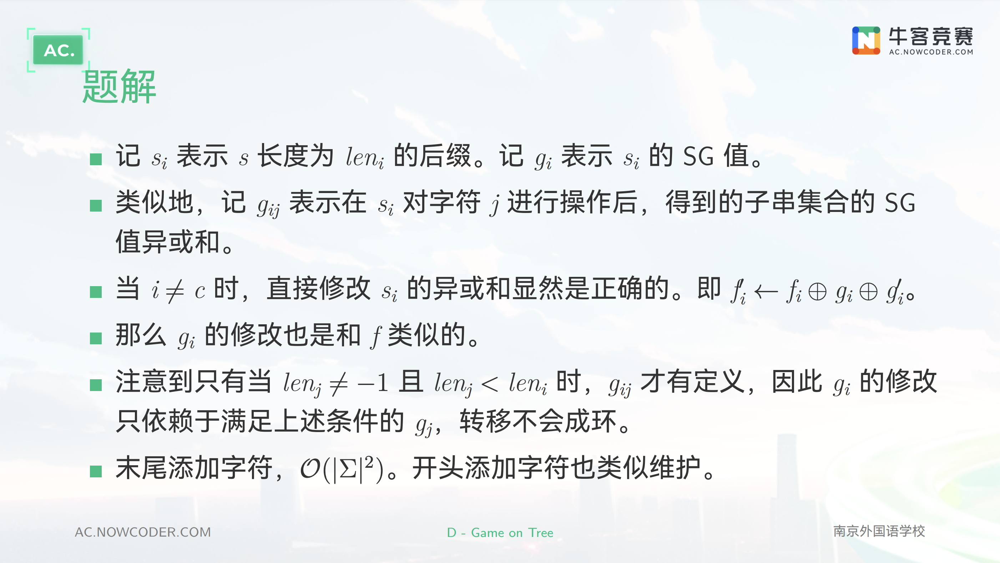 AC.
牛客竞赛
AC.NOWCODER.COM
题解
记 $s_i$ 表示 $s$ 长度为 $len_i$ 的后缀。记 $g_i$ 表示 $s_i$ 的 SG 值。
类似地，记 $g_{ij}$ 表示在 $s_i$ 对字符 $j$ 进行操作后，得到的子串集合的 SG
值异或和。
当 $i \neq c$ 时，直接修改 $s_i$ 的异或和显然是正确的。即 $f'_i \leftarrow f_i \oplus g_i \oplus g'_i$。
那么 $g_i$ 的修改也是和 $f$ 类似的。
注意到只有当 $len_j \neq -1$ 且 $len_j < len_i$ 时，$g_{ij}$ 才有定义，因此 $g_i$ 的修改
只依赖于满足上述条件的 $g_j$，转移不会成环。
末尾添加字符，$\mathcal{O}(|\Sigma|^2)$。开头添加字符也类似维护。
AC.NOWCODER.COM
D - Game on Tree
南京外国语学校